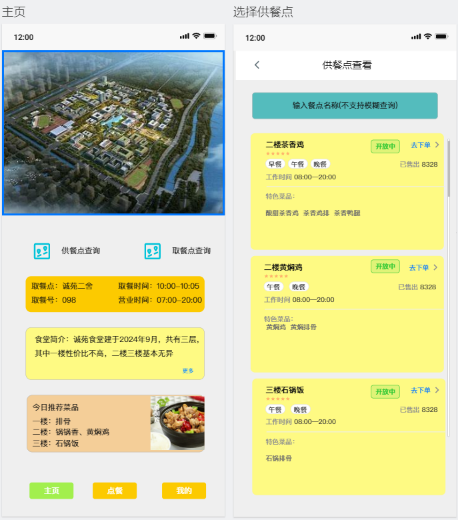 主页
选择供餐点
12:00
供餐点查询
取餐点查询
取餐点：诚苑二舍
取餐时间：10:00-10:05
取餐号：098
营业时间：07:00-20:00
食堂简介：诚苑食堂建于2024年9月，共有三层，
其中一楼性价比不高，二楼三楼基本无异
更多
今日推荐菜品
一楼：排骨
二楼：锅锅香、黄焖鸡
三楼：石锅饭
主页
点餐
我的
12:00
供餐点查看
输入餐点名称(不支持模糊查询)
二楼茶香鸡
开放中
去下单
早餐 午餐 晚餐
已售出 8328
工作时间 08:00—20:00
特色菜品：
酸甜茶香鸡 茶香鸡排 茶香鸭腿
二楼黄焖鸡
开放中
去下单
午餐 晚餐
已售出 8328
工作时间 08:00—20:00
特色菜品：
黄焖鸡 黄焖排骨
三楼石锅饭
开放中
去下单
午餐 晚餐
已售出 8328
工作时间 08:00—20:00
特色菜品：
石锅排骨